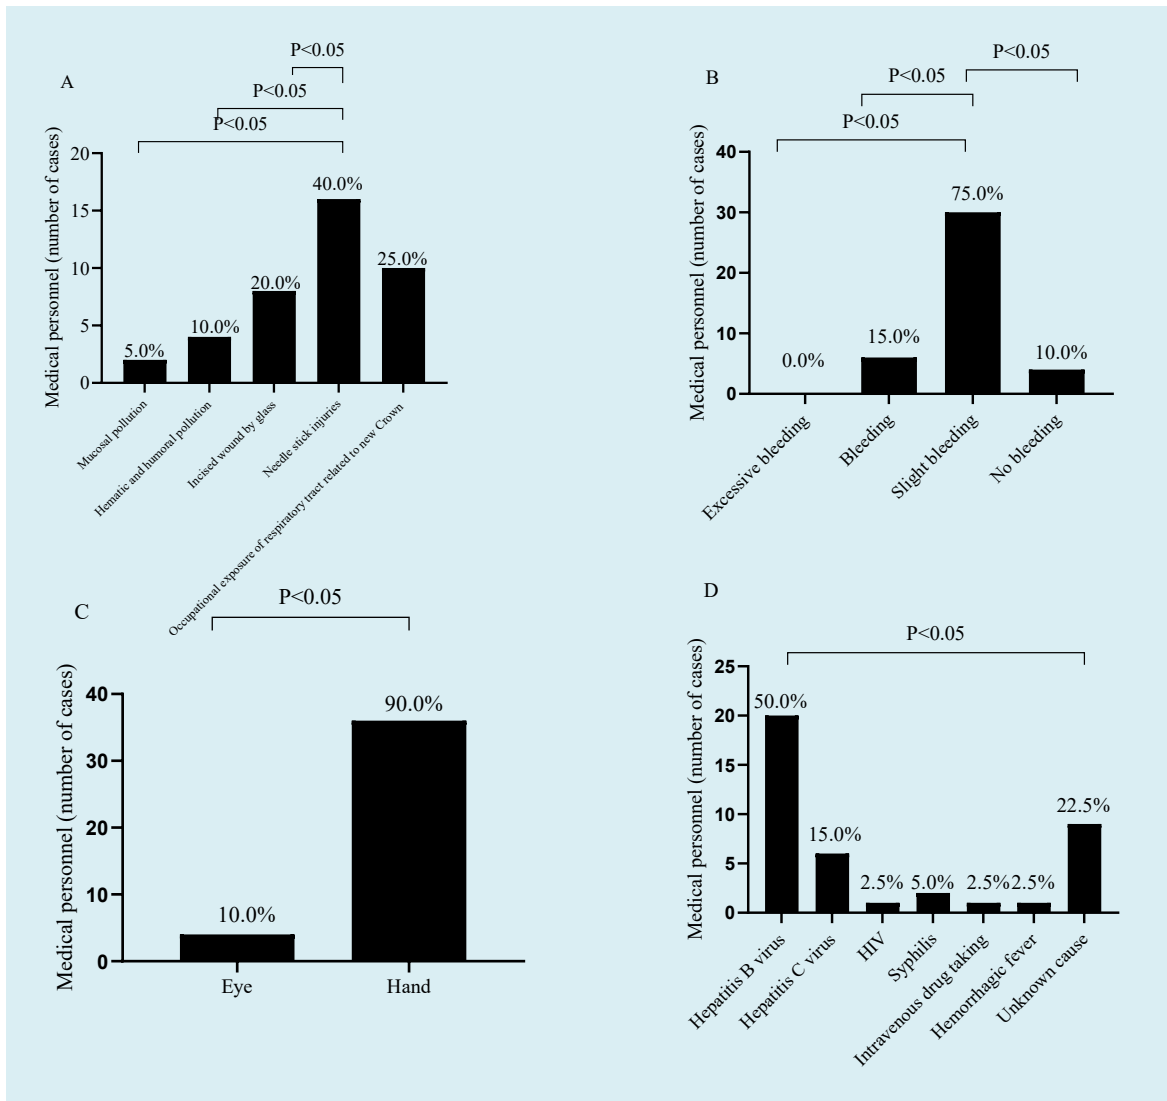 A
P<0.05
P<0.05
P<0.05
Medical personnel (number of cases)
20
15
10
5
0
5.0%
10.0%
20.0%
40.0%
25.0%
Mucosal pollution
Hematic and humoral pollution
Incised wound by glass
Needle stick injuries
Occupational exposure of respiratory tract related to new Crown
B
P<0.05
P<0.05
P<0.05
Medical personnel (number of cases)
40
30
20
10
0
0.0%
15.0%
75.0%
10.0%
Excessive bleeding
Bleeding
Slight bleeding
No bleeding
C
P<0.05
Medical personnel (number of cases)
40
30
20
10
0
10.0%
90.0%
Eye
Hand
D
P<0.05
Medical personnel (number of cases)
25
20
15
10
5
0
50.0%
15.0%
2.5%
5.0%
2.5%
2.5%
22.5%
Hepatitis B virus
Hepatitis C virus
HIV
Syphilis
Intravenous drug taking
Hemorrhagic fever
Unknown cause